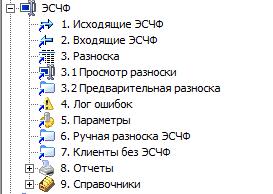 ЭСЧФ
1. Исходящие ЭСЧФ
2. Входящие ЭСЧФ
3. Разноска
3.1 Просмотр разноски
3.2 Предварительная разноска
4. Лог ошибок
5. Параметры
6. Ручная разноска ЭСЧФ
7. Клиенты без ЭСЧФ
8. Отчеты
9. Справочники